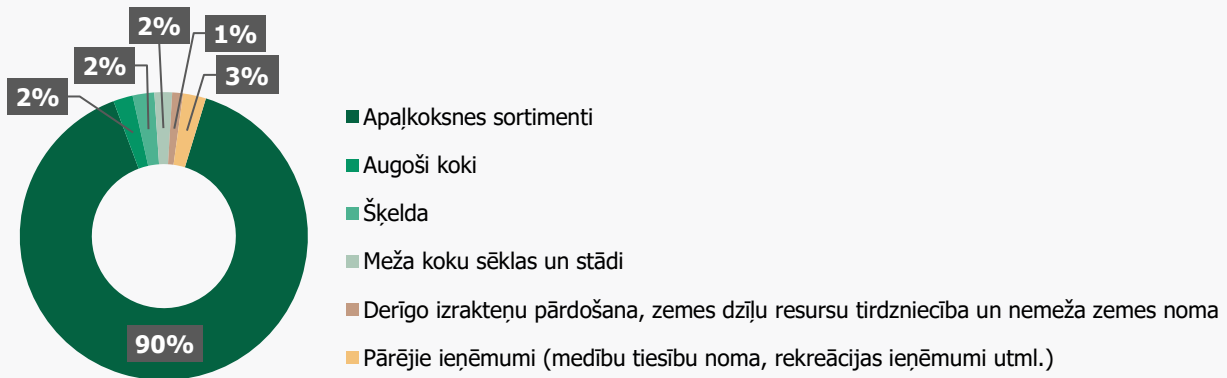 2%
1%
2%
3%
2%
Apaļkoksnes sortimenti
Augoši koki
Šķelda
Meža koku sēklas un stādi
Derīgo izrakteņu pārdošana, zemes dzīļu resursu tirdzniecība un nemeža zemes noma
90%
Pārējie ieņēmumi (medību tiesību noma, rekreācijas ieņēmumi utml.)